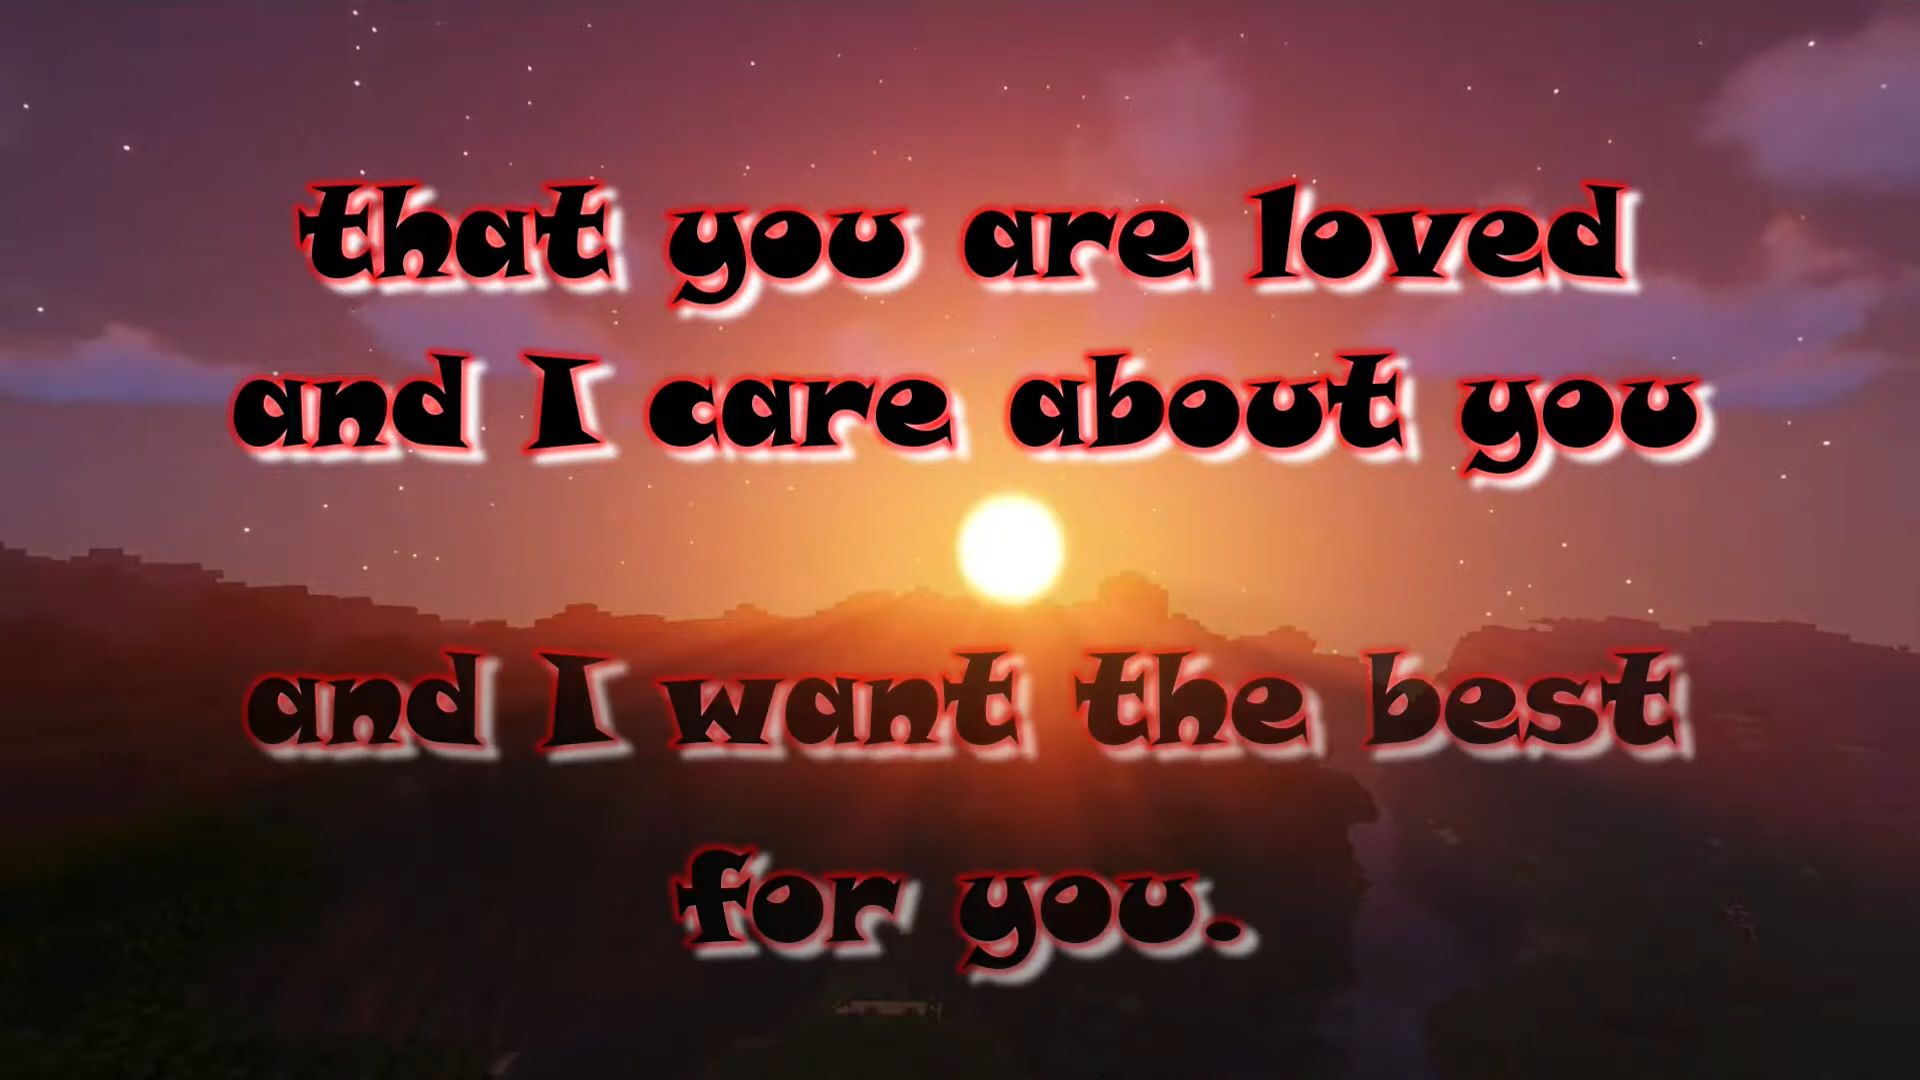 that you are loved
and I care about you
and I want the best
for you.